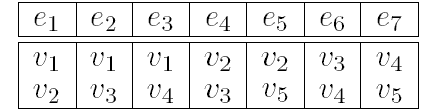 e₁ e₂ e₃ e₄ e₅ e₆ e₇
v₁ v₁ v₁ v₂ v₂ v₃ v₄
v₂ v₃ v₄ v₃ v₅ v₄ v₅